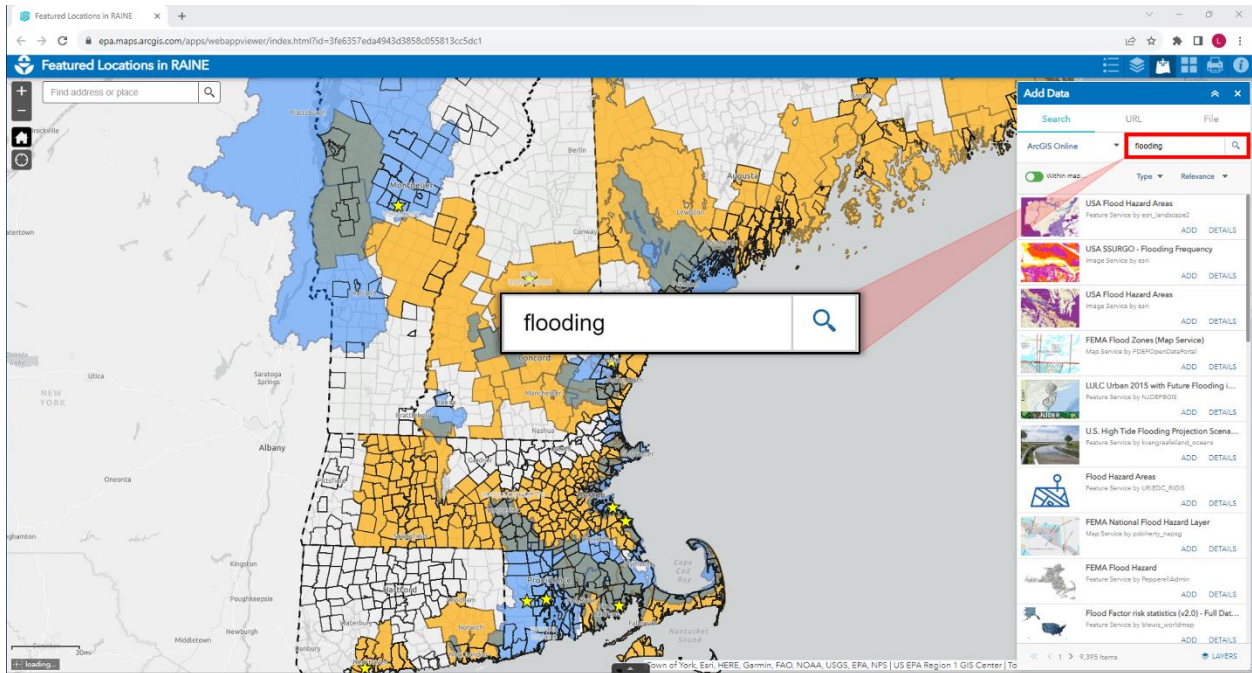 Featured Locations in RAINE
epa.maps.arcgis.com/apps/webappviewer/index.html?id=3fe6357eda4943d3858c055813cc5dc1
Featured Locations in RAINE
Find address or place
Add Data
Search URL File
ArcGIS Online flooding
Within map... Type Relevance
USA Flood Hazard Areas
Feature Service by esri_landscape2
ADD DETAILS
USA SSURGO - Flooding Frequency
Image Service by esri
ADD DETAILS
USA Flood Hazard Areas
Image Service by esri
ADD DETAILS
FEMA Flood Zones (Map Service)
Map Service by FDEPOpenDataPortal
ADD DETAILS
LULC Urban 2015 with Future Flooding i...
Feature Service by NJDEPBGIS
ADD DETAILS
NJDEP
U.S. High Tide Flooding Projection Scena...
ADD DETAILS
Flood Hazard Areas
Feature Service by URIEDC_RIGIS
ADD DETAILS
FEMA National Flood Hazard Layer
Map Service by pdoherty_napsg
ADD DETAILS
FEMA Flood Hazard
Feature Service by PepperellAdmin
ADD DETAILS
Flood Factor risk statistics (v2.0) - Full Dat...
Feature Service by blewis_worldmap
ADD DETAILS
1 9,395 Items LAYERS
flooding
Plattsburgh
Berlin
Montpelier
Augusta
Lewiston
Conway
Concord
Utica
Saratoga
Springs
NEW
YORK
Keene
Brattleboro
Manchester
Nashua
Albany
Gardner
Pittsfield
Oneonta
Kingston
Cape
Cod
Bay
Providence
Hartford
Poughkeepsie
Waterbury
Norwich
Newburgh
Middletown
Danbury
Nantucket
Sound
30mi
loading...
Town of York, Esri, HERE, Garmin, FAO, NOAA, USGS, EPA, NPS | US EPA Region 1 GIS Center | To